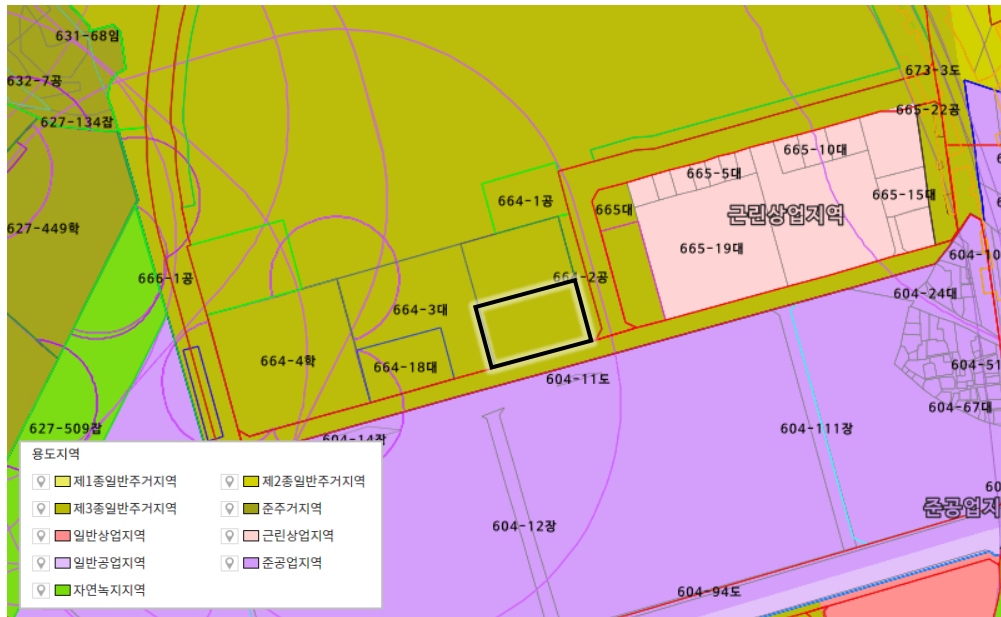 631-68임
632-7공
673-3도
665-22공
627-134잡
665-10대
665-5대
665-15대
664-1공
665대
근린상업지역
627-449학
665-19대
604-10
666-1공
664-2공
604-24대
664-3대
664-4학
664-18대
604-51
604-11도
604-67대
627-509잡
604-14장
604-111장
용도지역
제1종일반주거지역
제2종일반주거지역
제3종일반주거지역
준주거지역
일반상업지역
근린상업지역
일반공업지역
준공업지역
자연녹지지역
60
준공업지
604-12장
604-94도